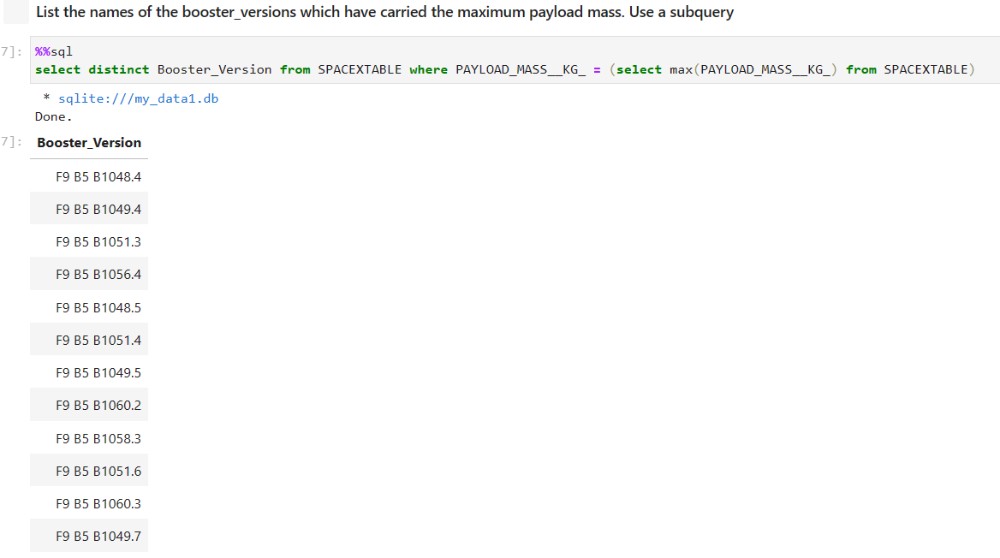 List the names of the booster_versions which have carried the maximum payload mass. Use a subquery
7]: %%sql
select distinct Booster_Version from SPACEXTABLE where PAYLOAD_MASS__KG_ = (select max(PAYLOAD_MASS__KG_) from SPACEXTABLE)
* sqlite:///my_data1.db
Done.
7]: Booster_Version
F9 B5 B1048.4
F9 B5 B1049.4
F9 B5 B1051.3
F9 B5 B1056.4
F9 B5 B1048.5
F9 B5 B1051.4
F9 B5 B1049.5
F9 B5 B1060.2
F9 B5 B1058.3
F9 B5 B1051.6
F9 B5 B1060.3
F9 B5 B1049.7